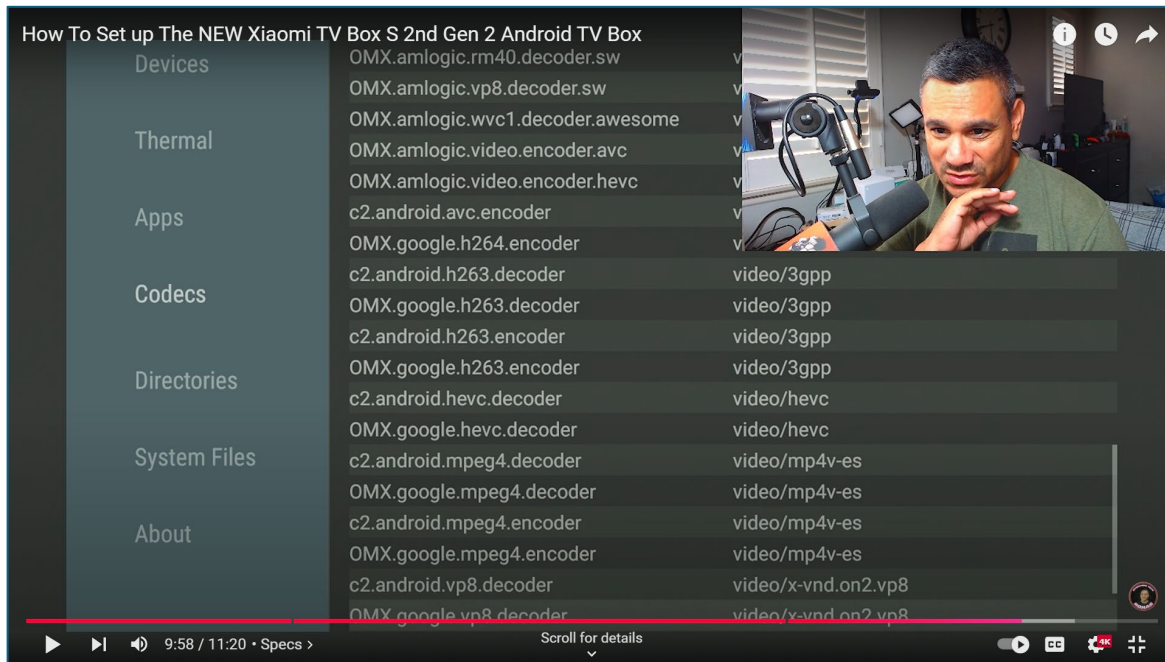 How To Set up The NEW Xiaomi TV Box S 2nd Gen 2 Android TV Box
Devices
Thermal
Apps
Codecs
Directories
System Files
About
OMX.amlogic.rm40.decoder.sw v
OMX.amlogic.vp8.decoder.sw v
OMX.amlogic.wvc1.decoder.awesome v
OMX.amlogic.video.encoder.avc v
OMX.amlogic.video.encoder.hevc v
c2.android.avc.encoder v
OMX.google.h264.encoder v
c2.android.h263.decoder video/3gpp
OMX.google.h263.decoder video/3gpp
c2.android.h263.encoder video/3gpp
OMX.google.h263.encoder video/3gpp
c2.android.hevc.decoder video/hevc
OMX.google.hevc.decoder video/hevc
c2.android.mpeg4.decoder video/mp4v-es
OMX.google.mpeg4.decoder video/mp4v-es
c2.android.mpeg4.encoder video/mp4v-es
OMX.google.mpeg4.encoder video/mp4v-es
c2.android.vp8.decoder video/x-vnd.on2.vp8
OMX.google.vp8.decoder video/x-vnd.on2.vp8
9:58 / 11:20 • Specs >
Scroll for details
CC
4K